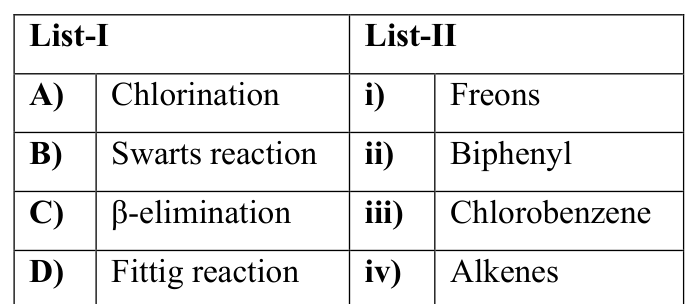 List-I List-II
A) Chlorination i) Freons
B) Swarts reaction ii) Biphenyl
C) β-elimination iii) Chlorobenzene
D) Fittig reaction iv) Alkenes